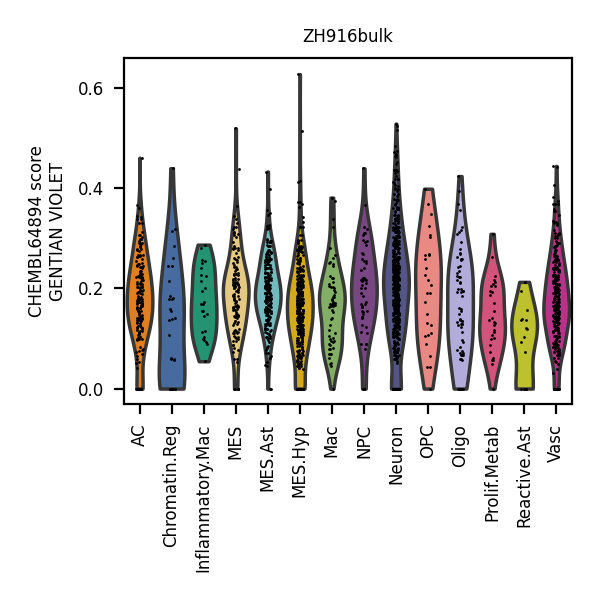 ZH916bulk
CHEMBL64894 score
GENTIAN VIOLET
0.6
0.4
0.2
0.0
AC
Chromatin.Reg
Inflammatory.Mac
MES
MES.Ast
MES.Hyp
Mac
NPC
Neuron
OPC
Oligo
Prolif.Metab
Reactive.Ast
Vasc